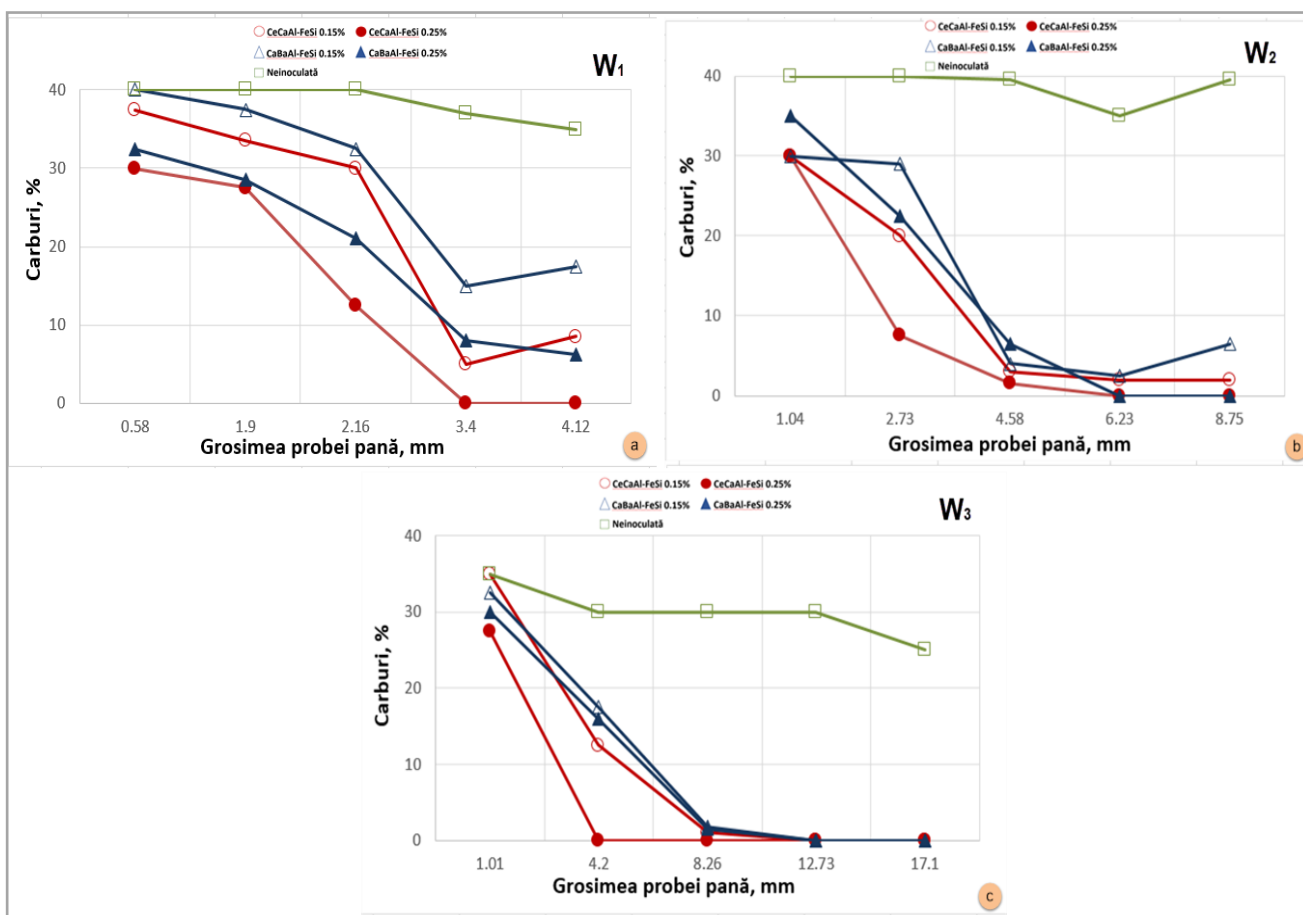 CeCaAl-FeSi 0.15% CeCaAl-FeSi 0.25%
CaBaAl-FeSi 0.15% CaBaAl-FeSi 0.25%
Neinoculată
W1
Carburi, %
40
30
20
10
0
0.58 1.9 2.16 3.4 4.12
Grosimea probei pană, mm
a
CeCaAl-FeSi 0.15% CeCaAl-FeSi 0.25%
CaBaAl-FeSi 0.15% CaBaAl-FeSi 0.25%
Neinoculată
W2
Carburi, %
40
30
20
10
0
1.04 2.73 4.58 6.23 8.75
Grosimea probei pană, mm
b
CeCaAl-FeSi 0.15% CeCaAl-FeSi 0.25%
CaBaAl-FeSi 0.15% CaBaAl-FeSi 0.25%
Neinoculată
W3
Carburi, %
40
30
20
10
0
1.01 4.2 8.26 12.73 17.1
Grosimea probei pană, mm
c